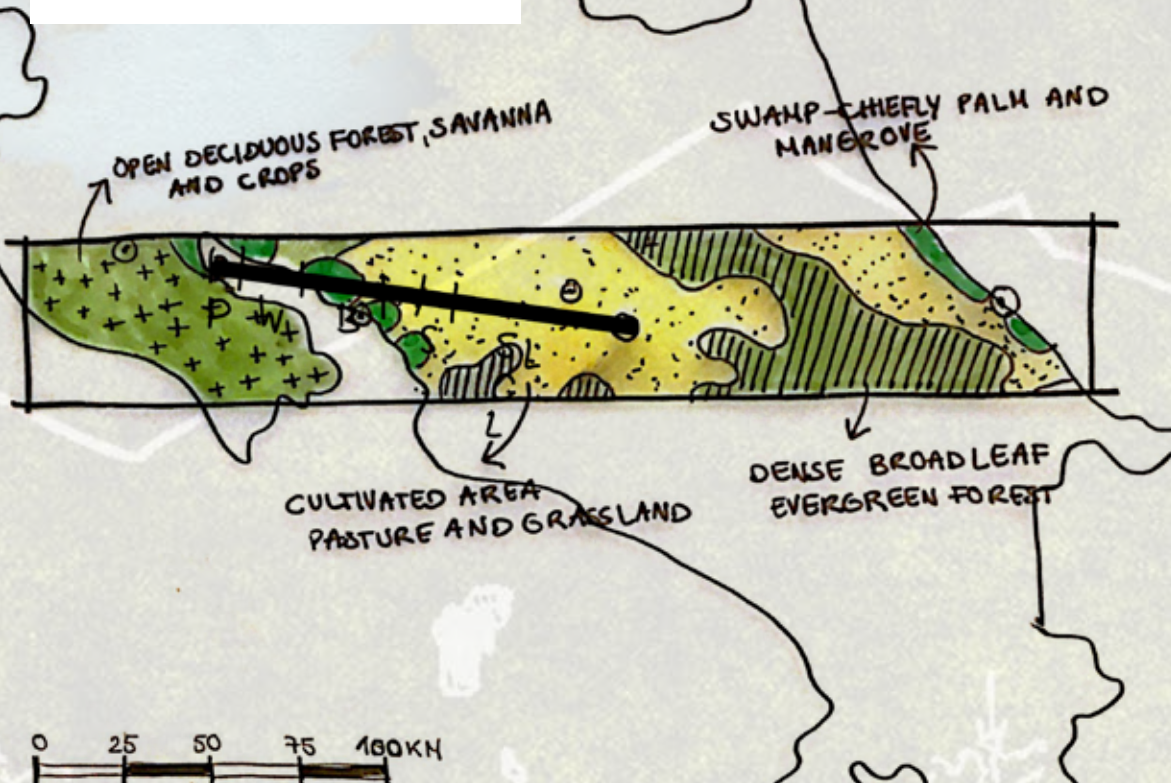 OPEN DECIDUOUS FOREST, SAVANNA
AND CROPS
SWAMP-CHIEFLY PALM AND
MANGROVE
P
W
L
L
CULTIVATED AREA
PASTURE AND GRASSLAND
DENSE BROADLEAF
EVERGREEN FOREST
0 25 50 75 100KM